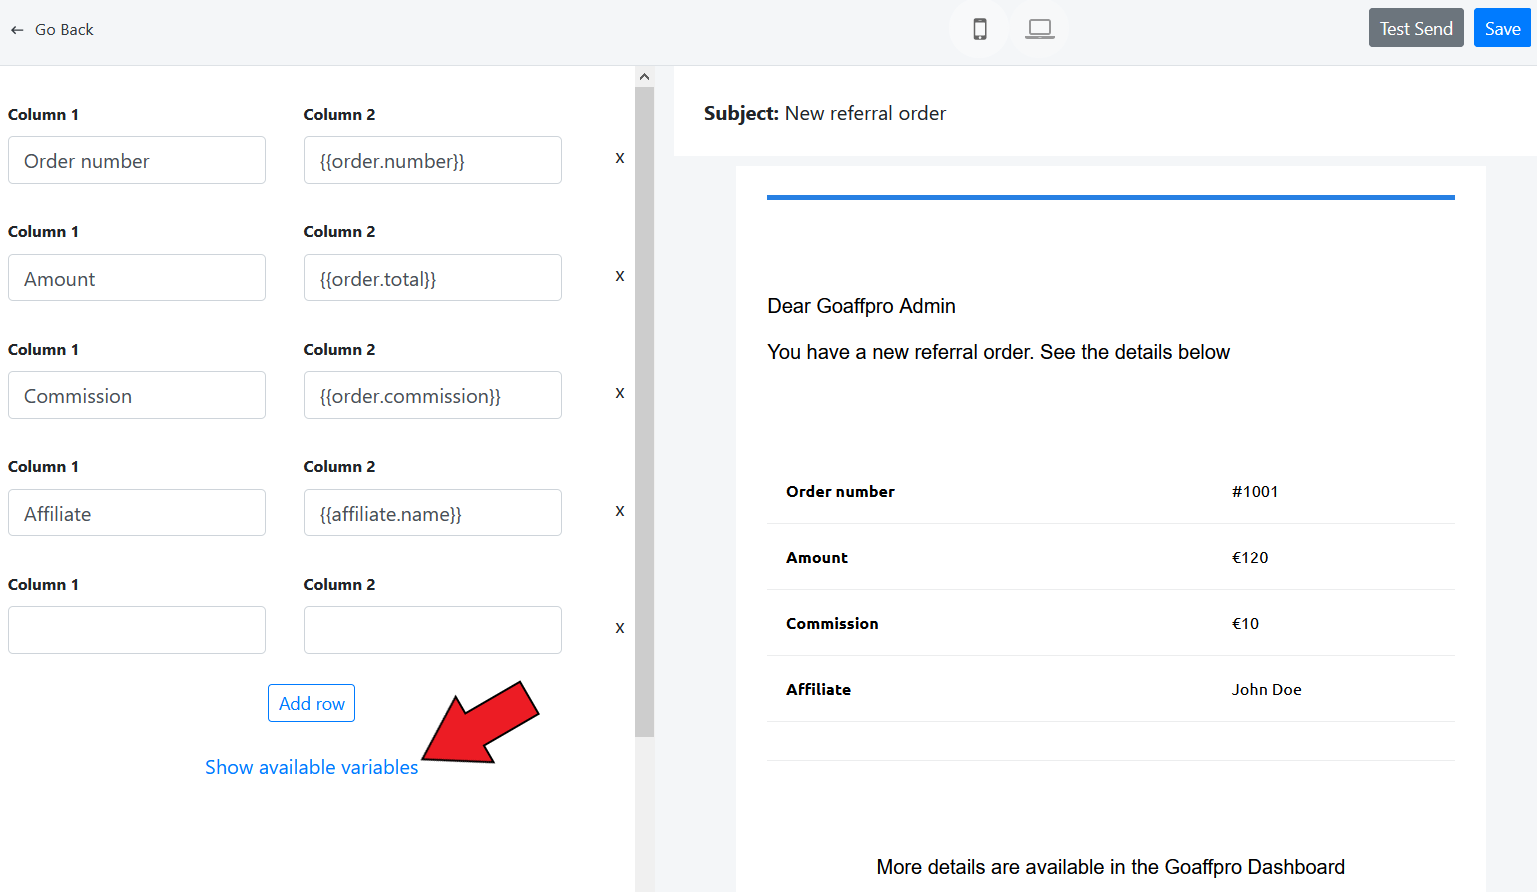 ← Go Back
Test Send
Save
Column 1 Column 2
Order number {{order.number}} x
Column 1 Column 2
Amount {{order.total}} x
Column 1 Column 2
Commission {{order.commission}} x
Column 1 Column 2
Affiliate {{affiliate.name}} x
Column 1 Column 2
x
Add row
Show available variables
Subject: New referral order
Dear Goaffpro Admin
You have a new referral order. See the details below
Order number #1001
Amount €120
Commission €10
Affiliate John Doe
More details are available in the Goaffpro Dashboard